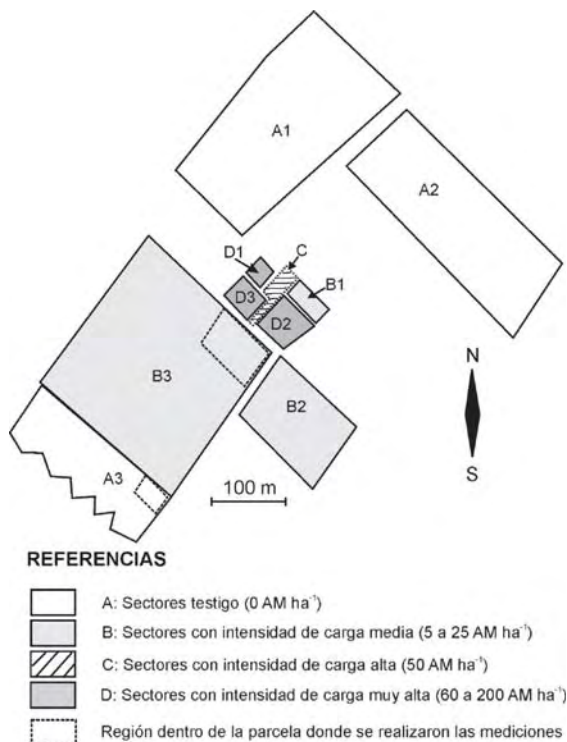 A1
A2
C
D1
B1
D3
D2
N
B3
B2
S
A3
100 m
REFERENCIAS
A: Sectores testigo (0 AM ha⁻¹)
B: Sectores con intensidad de carga media (5 a 25 AM ha⁻¹)
C: Sectores con intensidad de carga alta (50 AM ha⁻¹)
D: Sectores con intensidad de carga muy alta (60 a 200 AM ha⁻¹)
Región dentro de la parcela donde se realizaron las mediciones